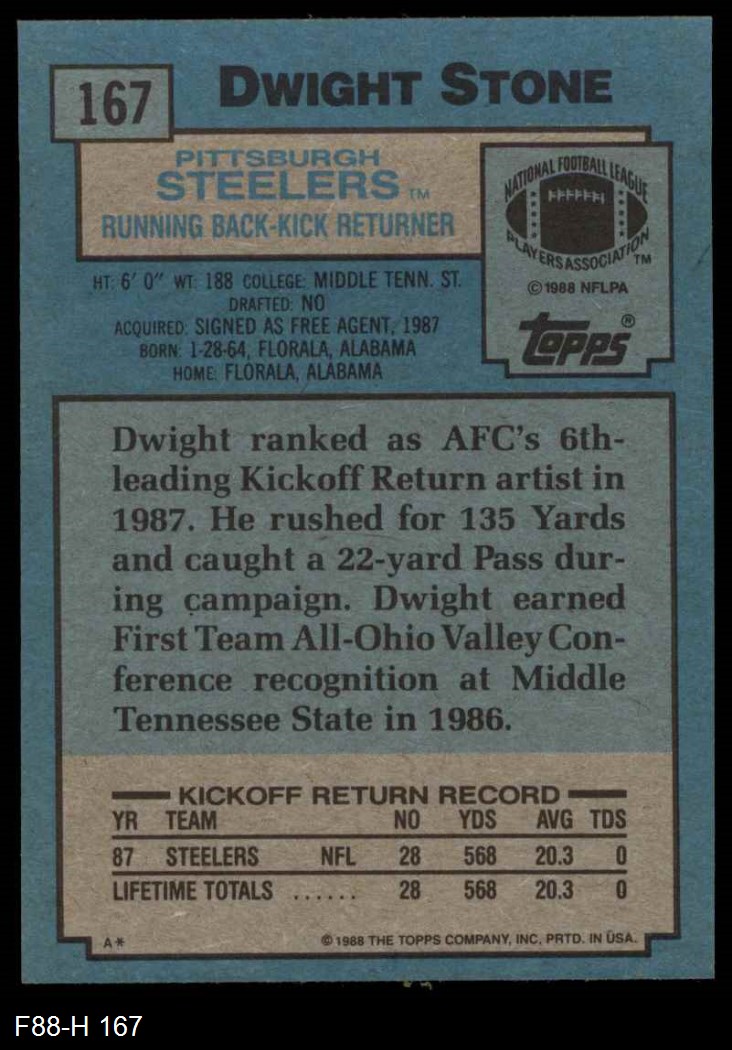 167
DWIGHT STONE
PITTSBURGH
STEELERS TM
RUNNING BACK-KICK RETURNER
NATIONAL FOOTBALL LEAGUE
PLAYERS ASSOCIATION TM
© 1988 NFLPA
topps®
HT: 6' 0" WT: 188 COLLEGE: MIDDLE TENN. ST.
DRAFTED: NO
ACQUIRED: SIGNED AS FREE AGENT, 1987
BORN: 1-28-64, FLORALA, ALABAMA
HOME: FLORALA, ALABAMA
Dwight ranked as AFC's 6th-
leading Kickoff Return artist in
1987. He rushed for 135 Yards
and caught a 22-yard Pass dur-
ing campaign. Dwight earned
First Team All-Ohio Valley Con-
ference recognition at Middle
Tennessee State in 1986.
KICKOFF RETURN RECORD
YR TEAM NO YDS AVG TDS
87 STEELERS NFL 28 568 20.3 0
LIFETIME TOTALS ...... 28 568 20.3 0
A* © 1988 THE TOPPS COMPANY, INC. PRTD. IN USA.
F88-H 167